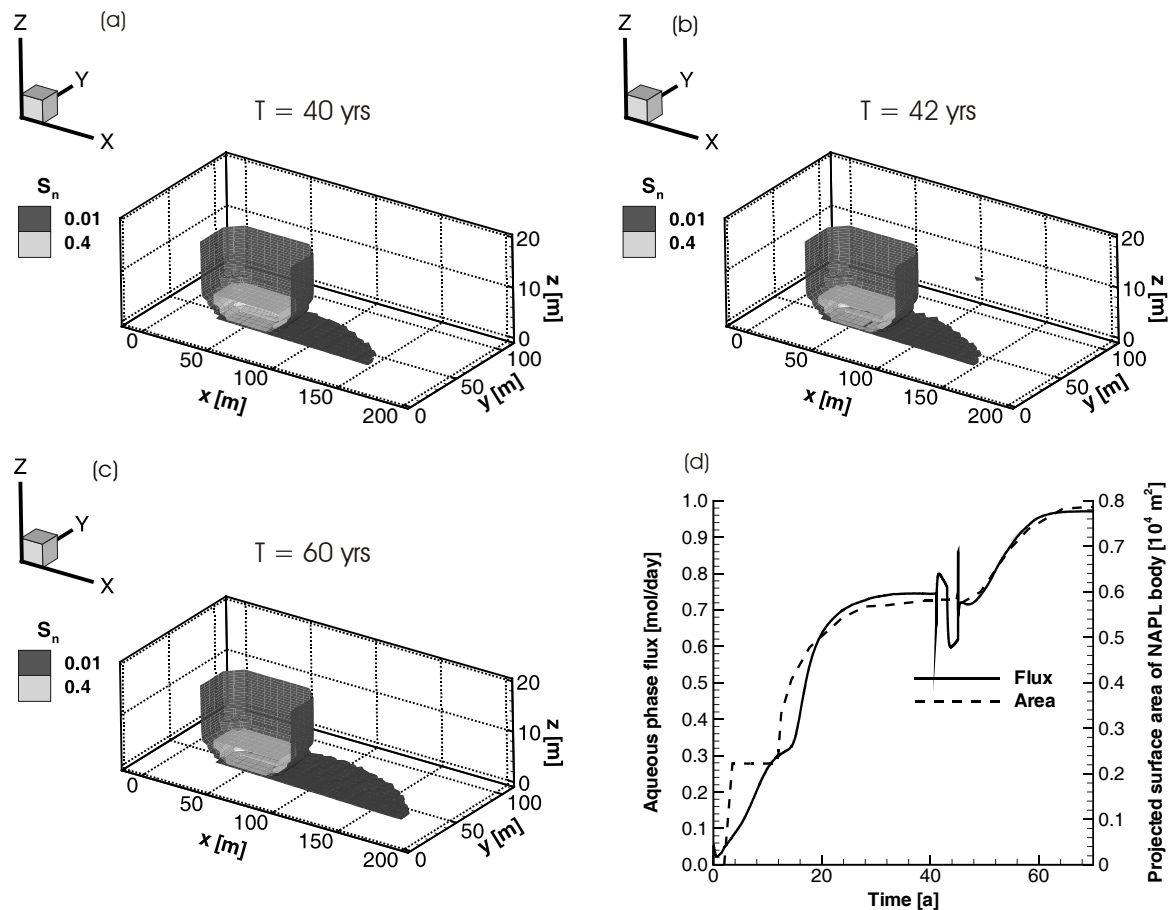 (a)
Z
Y
X
T = 40 yrs
S_n
0.01
0.4
20
10
0
z [m]
0
50
100
150
200
x [m]
0
50
100
y [m]
(b)
Z
Y
X
T = 42 yrs
S_n
0.01
0.4
20
10
0
z [m]
0
50
100
150
200
x [m]
0
50
100
y [m]
(c)
Z
Y
X
T = 60 yrs
S_n
0.01
0.4
20
10
0
z [m]
0
50
100
150
200
x [m]
0
50
100
y [m]
(d)
Aqueous phase flux [mol/day]
1.0
0.9
0.8
0.7
0.6
0.5
0.4
0.3
0.2
0.1
0.0
Flux
Area
0.8
0.7
0.6
0.5
0.4
0.3
0.2
0.1
0
Projected surface area of NAPL body [10⁴ m²]
0
20
40
60
Time [a]